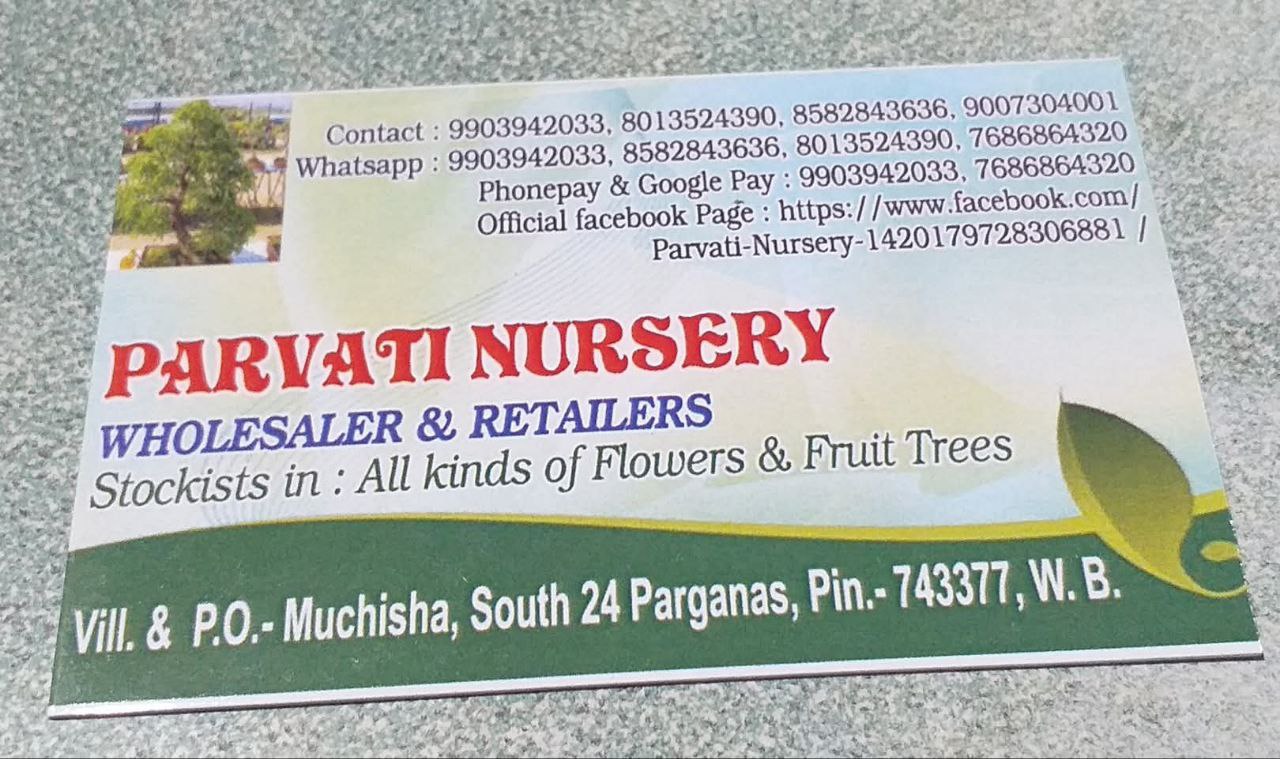 Contact : 9903942033, 8013524390, 8582843636, 9007304001
Whatsapp : 9903942033, 8582843636, 8013524390, 7686864320
Phonepay & Google Pay : 9903942033, 7686864320
Official facebook Page : https://www.facebook.com/
Parvati-Nursery-1420179728306881 /
PARVATI NURSERY
WHOLESALER & RETAILERS
Stockists in : All kinds of Flowers & Fruit Trees
Vill. & P.O.- Muchisha, South 24 Parganas, Pin.- 743377, W. B.